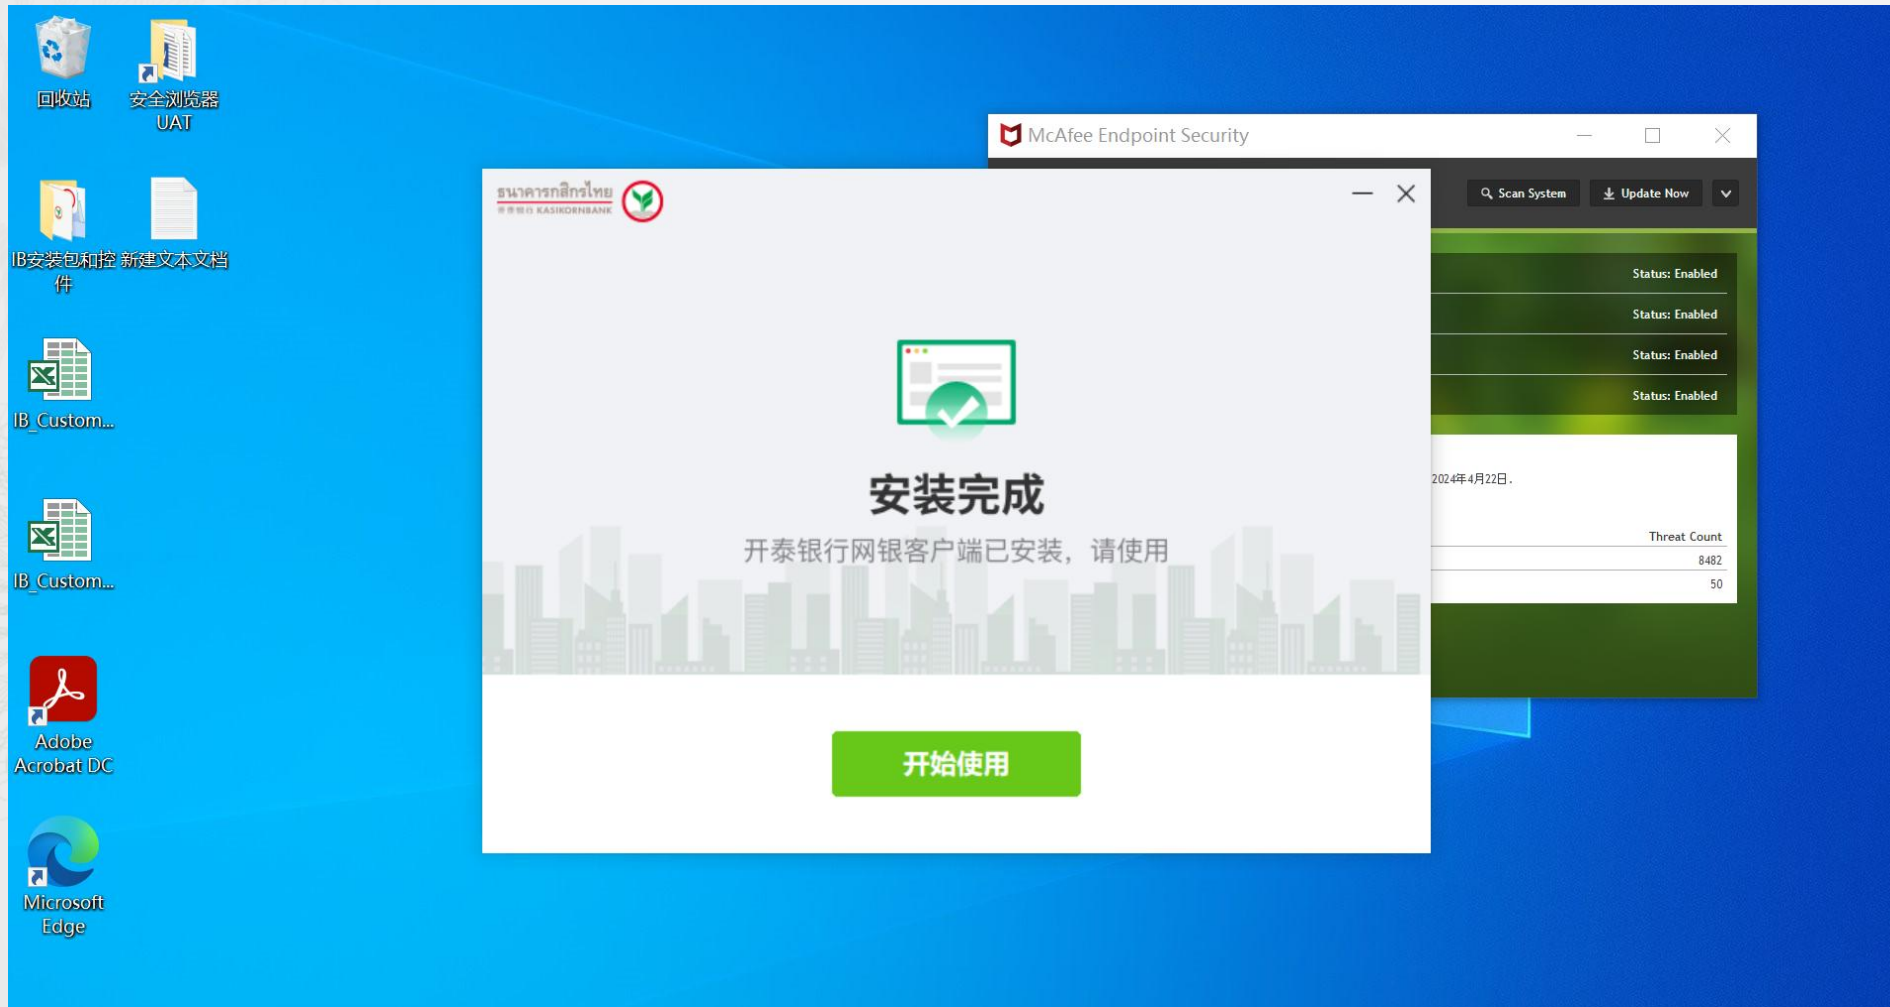 回收站
安全浏览器
UAT
IB安装包和控
件
新建文本文档
IB_Custom...
IB_Custom...
Adobe
Acrobat DC
Microsoft
Edge
McAfee Endpoint Security
Scan System
Update Now
Status: Enabled
Status: Enabled
Status: Enabled
Status: Enabled
2024年4月22日.
Threat Count
8482
50
ธนาคารกสิกรไทย
开泰银行 KASIKORNBANK
安装完成
开泰银行网银客户端已安装，请使用
开始使用